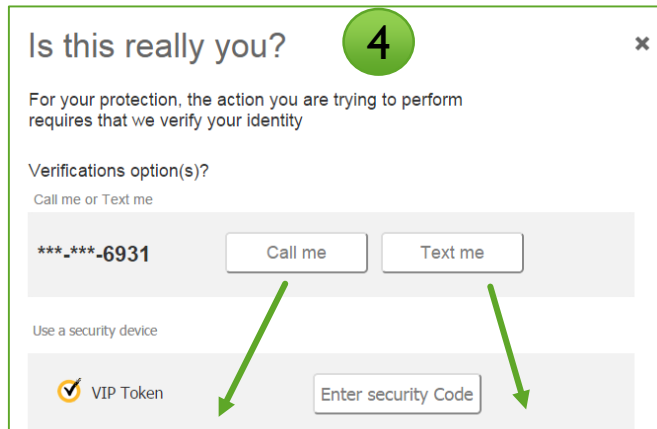 Is this really you?
4
For your protection, the action you are trying to perform
requires that we verify your identity
Verifications option(s)?
Call me or Text me
***-***-6931 Call me Text me
Use a security device
VIP Token Enter security Code